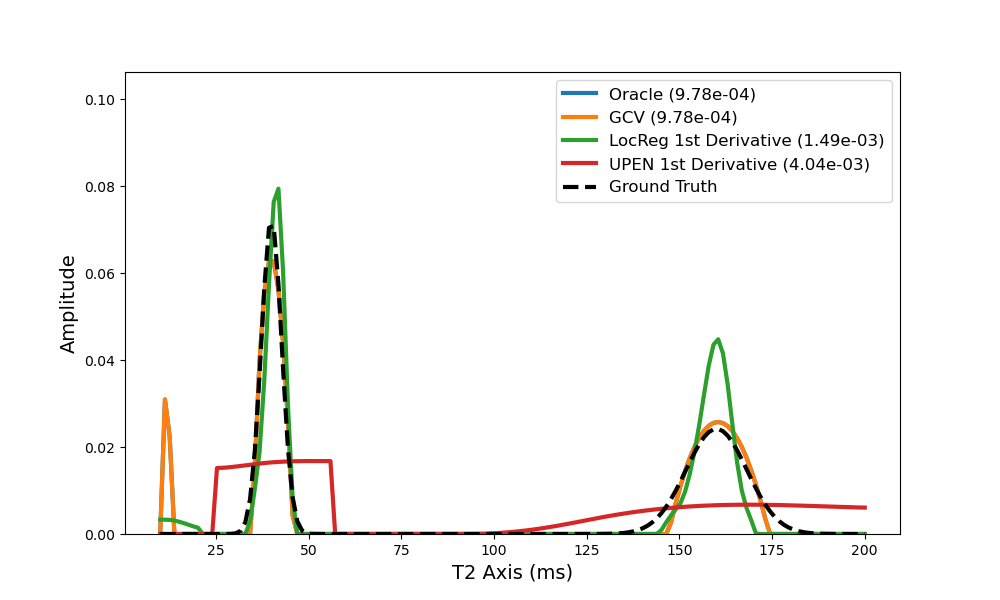 Oracle (9.78e-04)
GCV (9.78e-04)
LocReg 1st Derivative (1.49e-03)
UPEN 1st Derivative (4.04e-03)
Ground Truth
Amplitude
0.10
0.08
0.06
0.04
0.02
0.00
25 50 75 100 125 150 175 200
T2 Axis (ms)